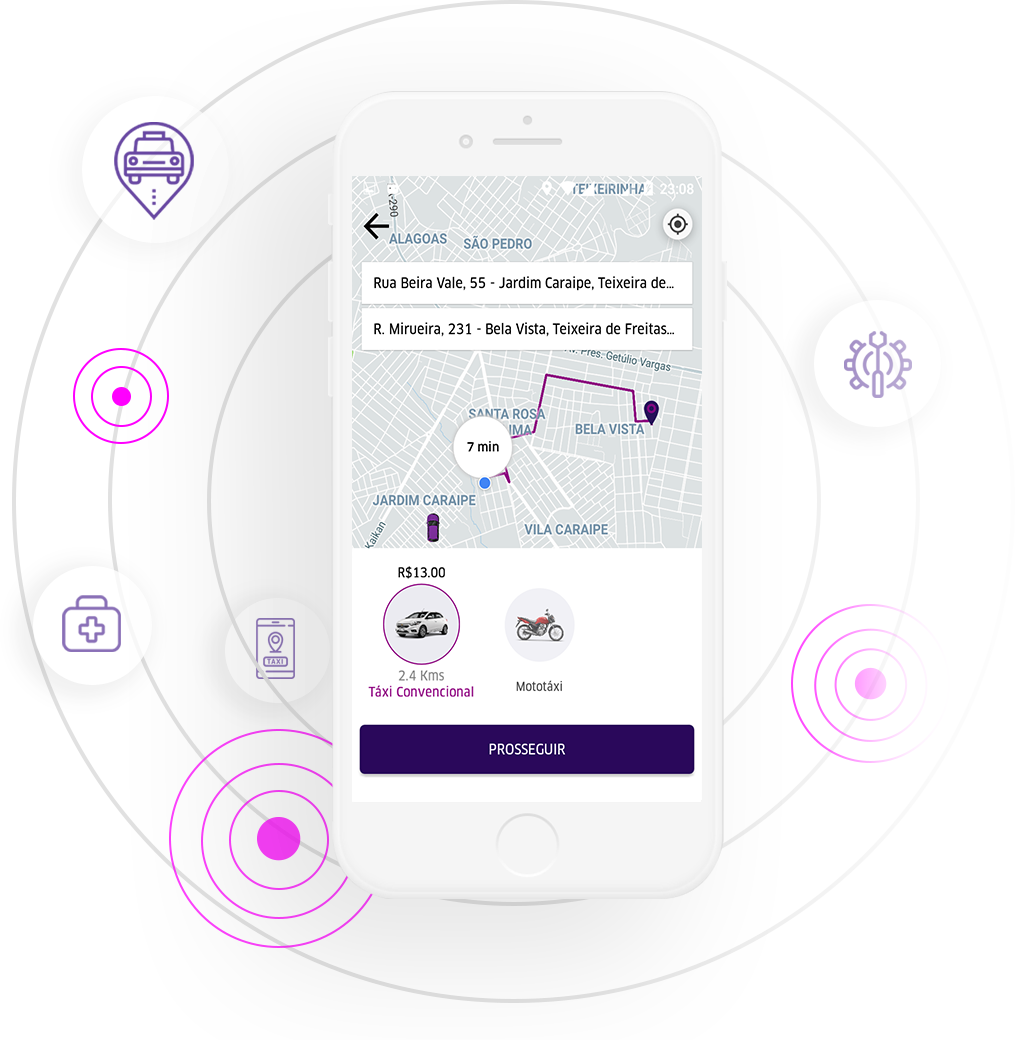 TEIXEIRINHA 23:08
-290
ALAGOAS SÃO PEDRO
Rua Beira Vale, 55 - Jardim Caraipe, Teixeira de...
R. Mirueira, 231 - Bela Vista, Teixeira de Freitas...
Av. Pres. Getúlio Vargas
SANTA ROSA
IMA
BELA VISTA
7 min
JARDIM CARAIPE
Kaikan
VILA CARAIPE
R$13.00
2.4 Kms
Táxi Convencional
Mototáxi
PROSSEGUIR
TAXI